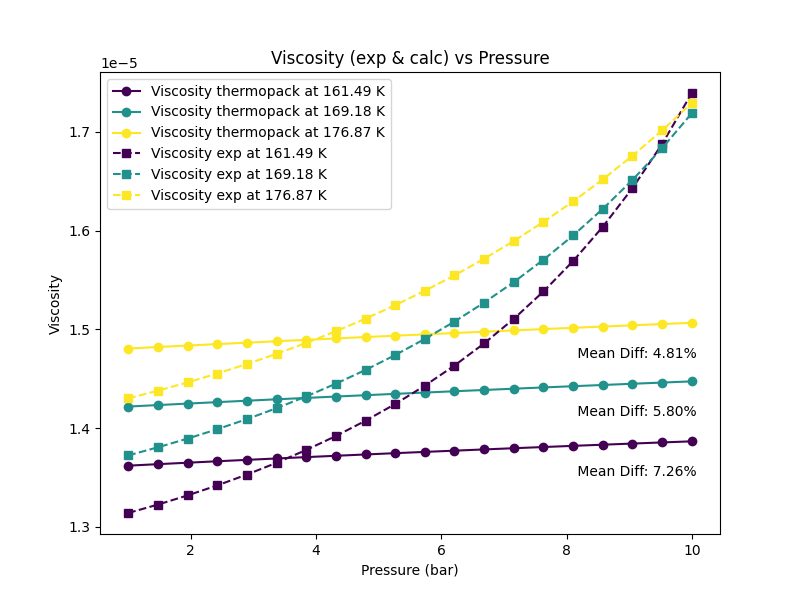 Viscosity (exp & calc) vs Pressure
1e−5
Viscosity thermopack at 161.49 K
Viscosity thermopack at 169.18 K
Viscosity thermopack at 176.87 K
Viscosity exp at 161.49 K
Viscosity exp at 169.18 K
Viscosity exp at 176.87 K
1.7
1.6
1.5
1.4
1.3
Viscosity
Mean Diff: 4.81%
Mean Diff: 5.80%
Mean Diff: 7.26%
2 4 6 8 10
Pressure (bar)